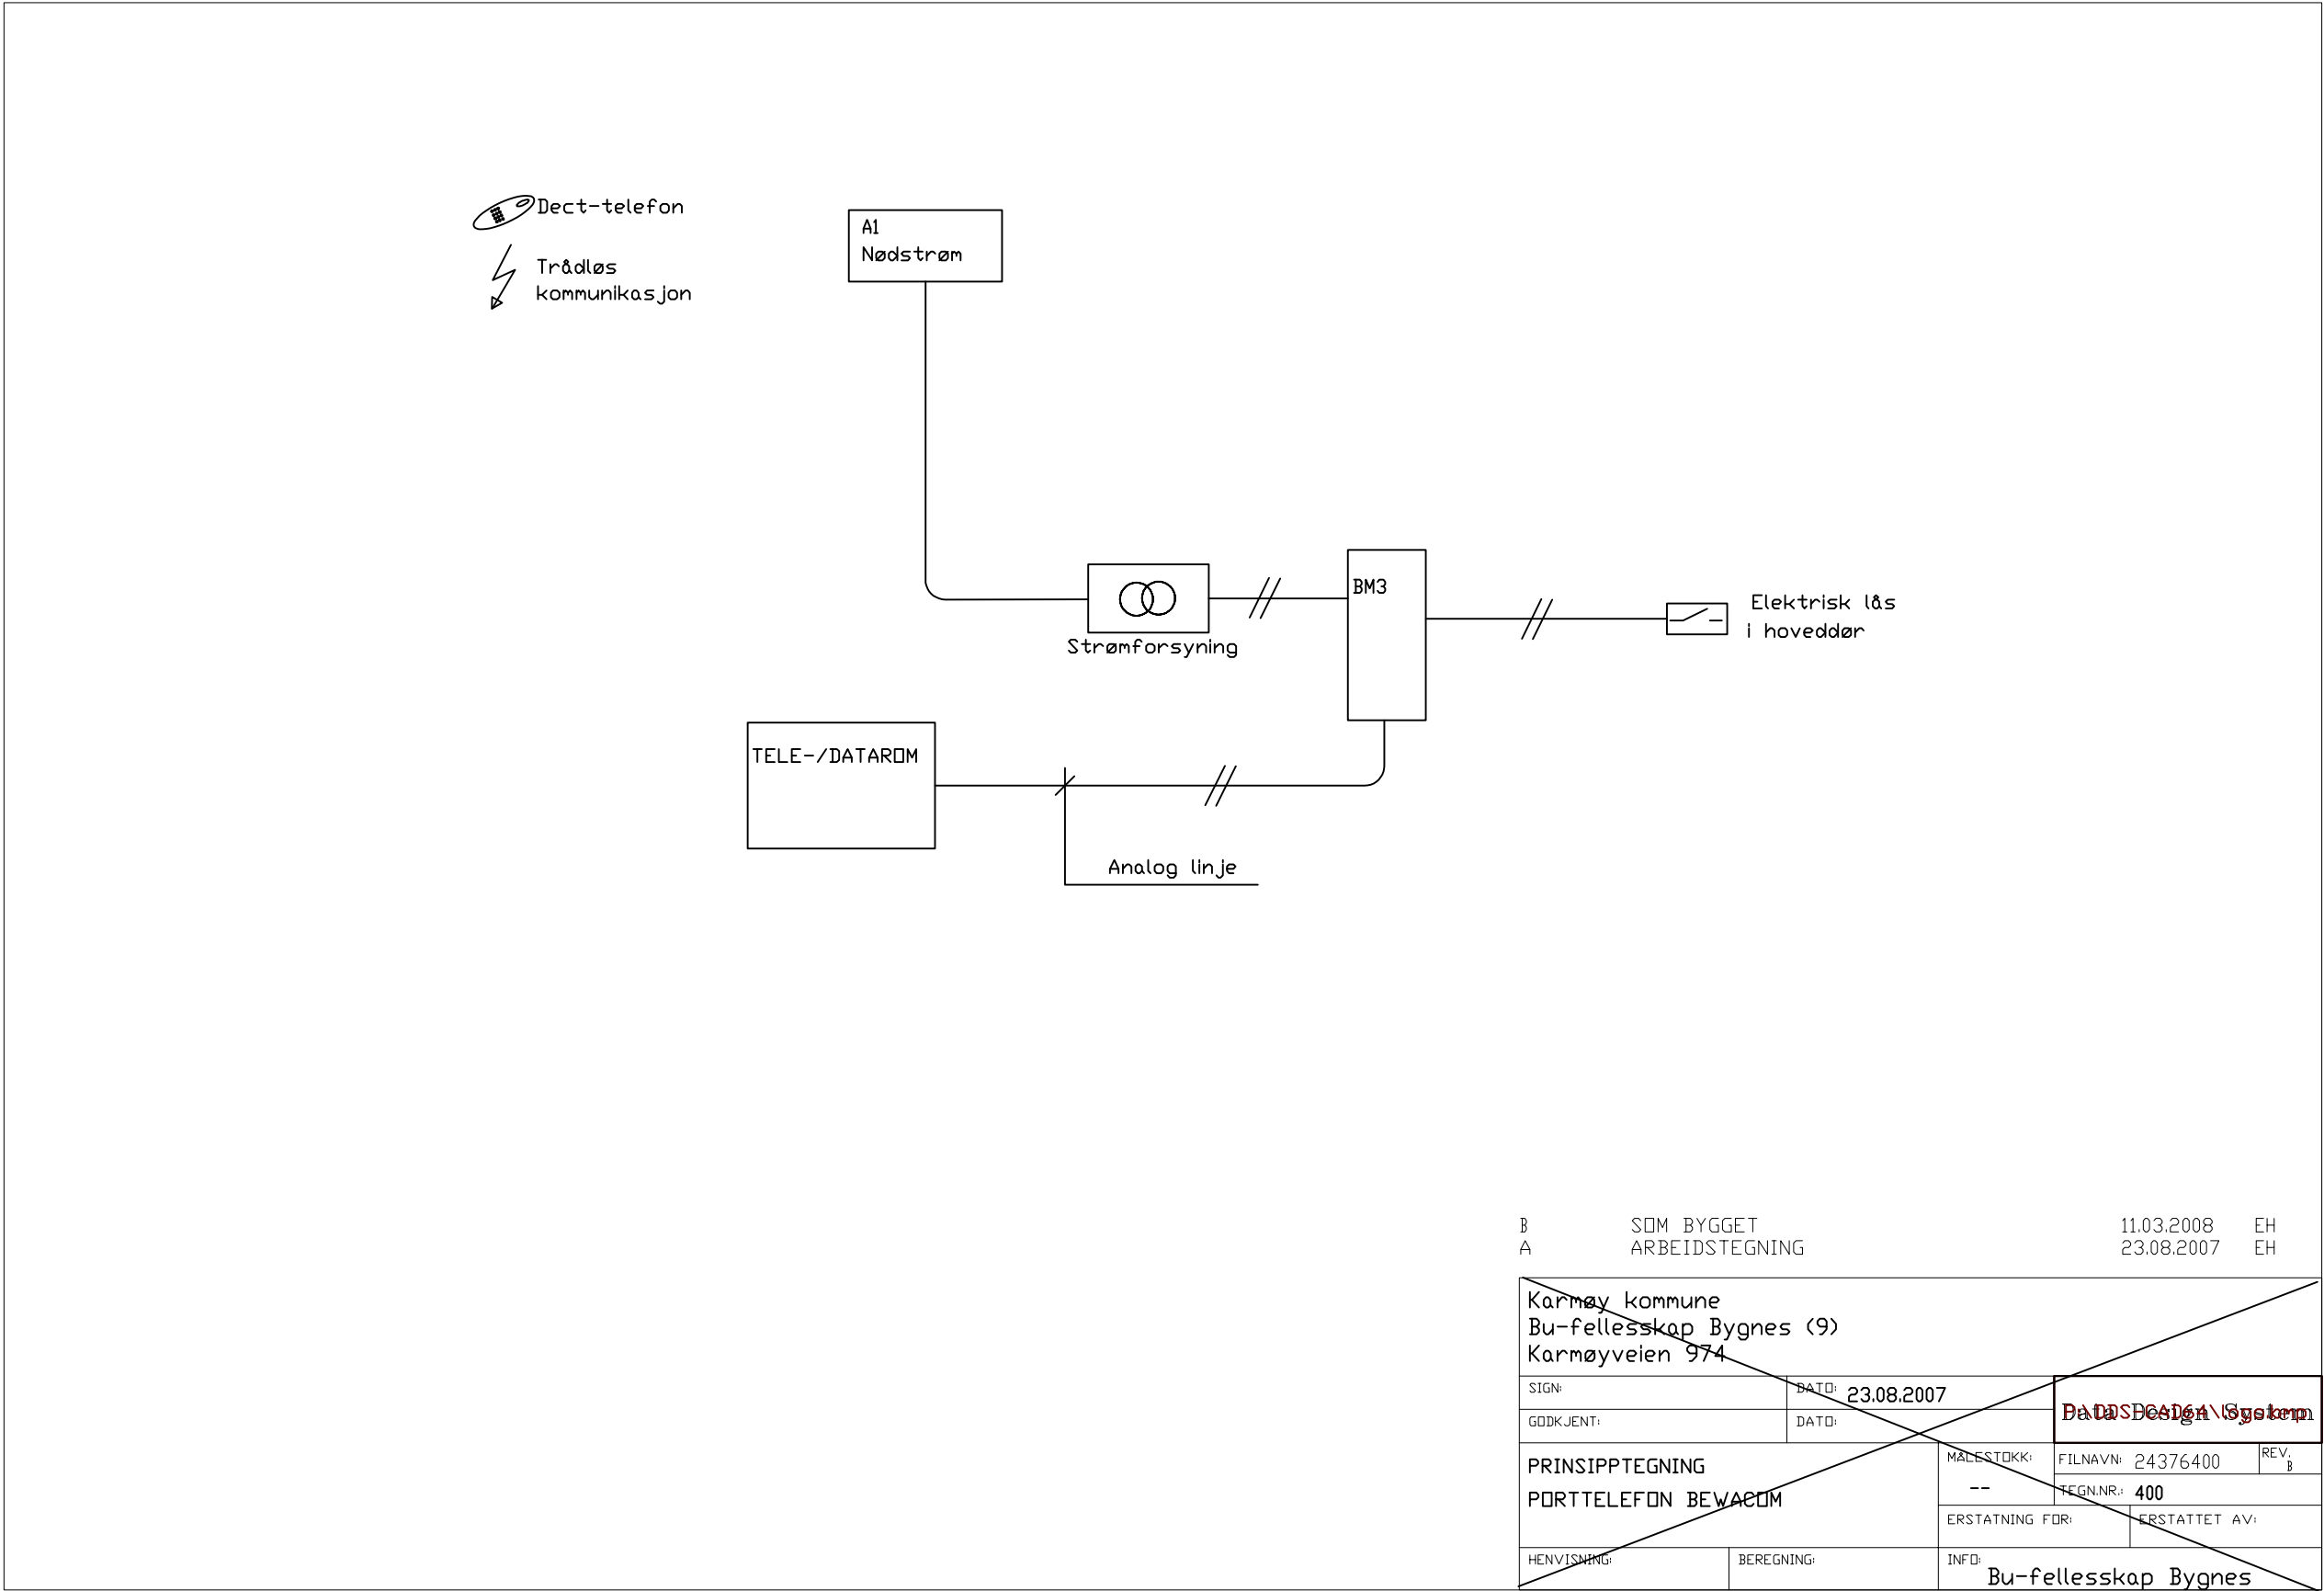 Dect-telefon
Trådløs
kommunikasjon
A1
Nødstrøm
Strømforsyning
BM3
Elektrisk lås
i hoveddør
TELE-/DATAROM
Analog linje
B SOM BYGGET 11.03.2008 EH
A ARBEIDSTEGNING 23.08.2007 EH
Karmøy kommune
Bu-fellesskap Bygnes (9)
Karmøyveien 974
SIGN: DATO: 23.08.2007
GODKJENT: DATO:
Data Design System
PRINSIPPTEGNING
PORTTELEFON BEWACOM
MÅLESTOKK: --
FILNAVN: 24376400 REV. B
TEGN.NR.: 400
ERSTATNING FOR: ERSTATTET AV:
HENVISNING: BEREGNING: INFO:
Bu-fellesskap Bygnes